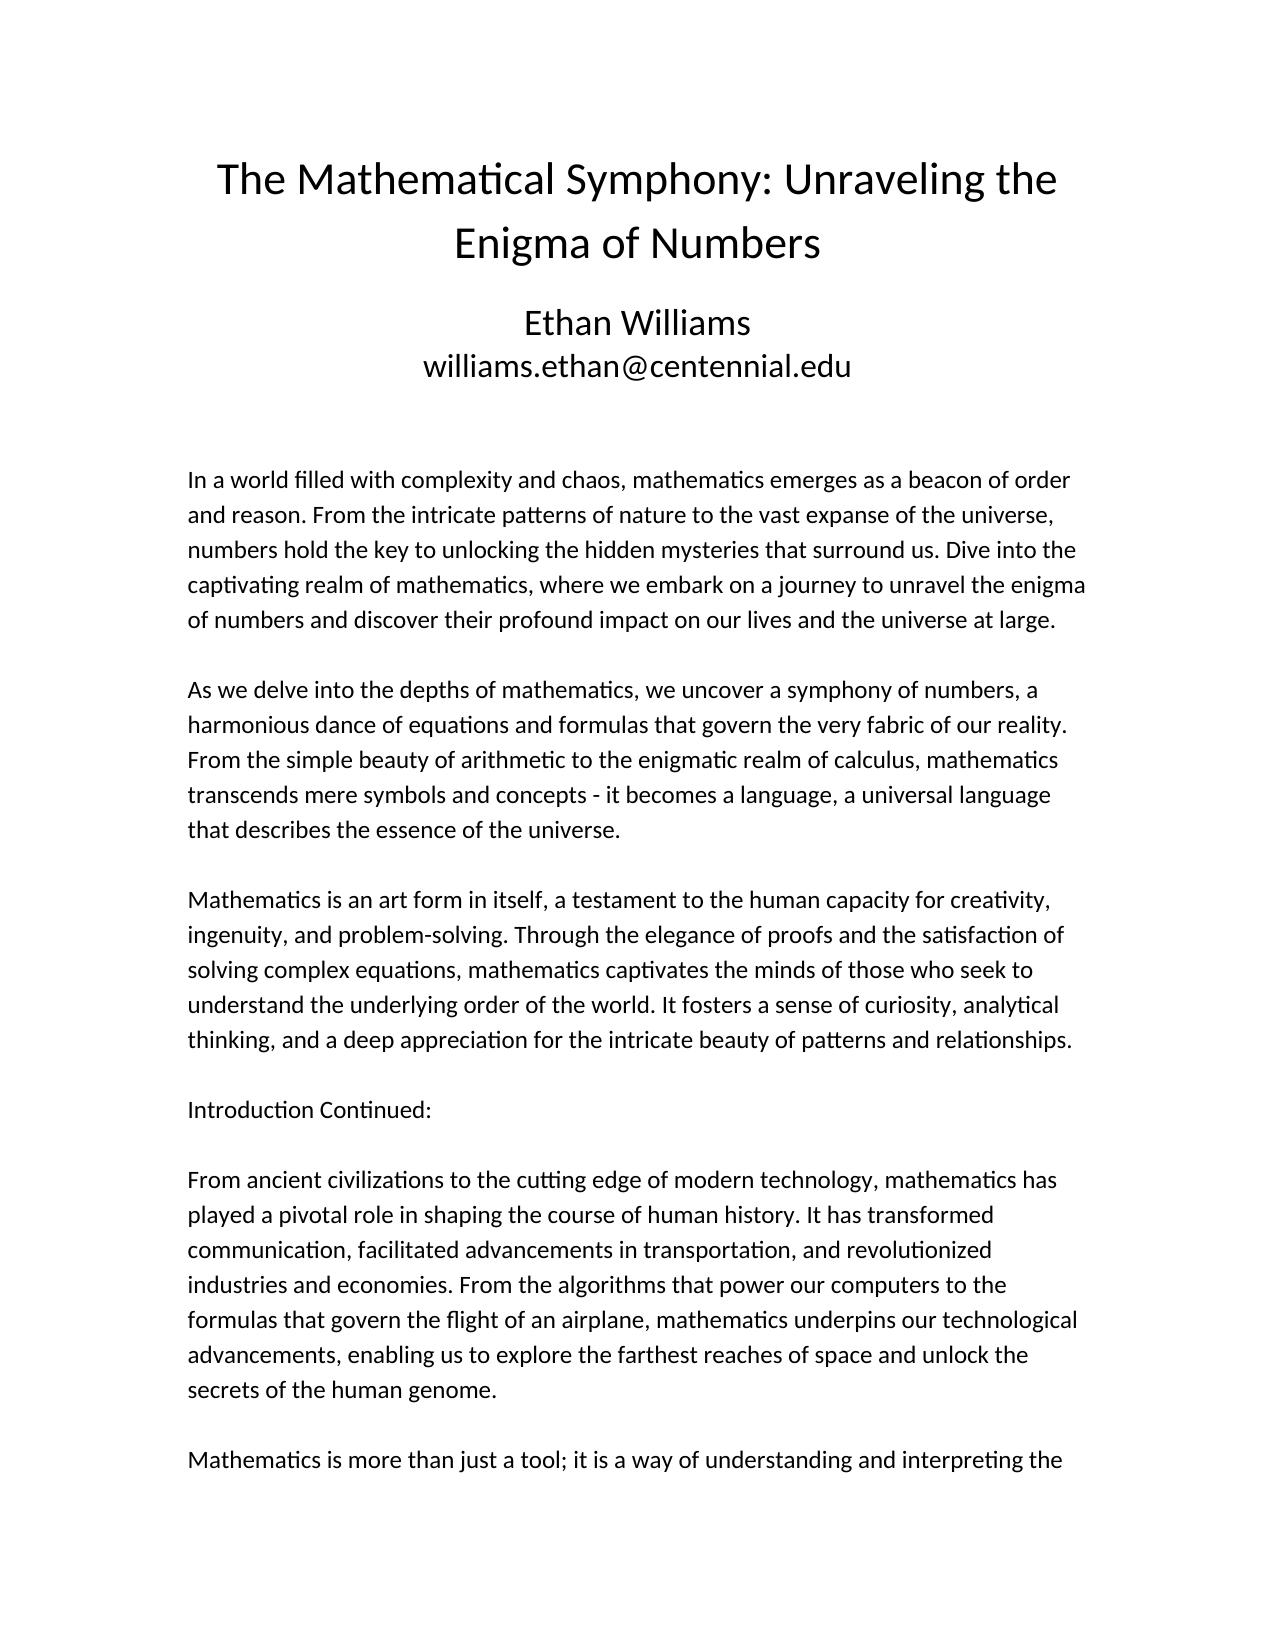 The Mathematical Symphony: Unraveling the
Enigma of Numbers
Ethan Williams
williams.ethan@centennial.edu
In a world filled with complexity and chaos, mathematics emerges as a beacon of order
and reason. From the intricate patterns of nature to the vast expanse of the universe,
numbers hold the key to unlocking the hidden mysteries that surround us. Dive into the
captivating realm of mathematics, where we embark on a journey to unravel the enigma
of numbers and discover their profound impact on our lives and the universe at large.
As we delve into the depths of mathematics, we uncover a symphony of numbers, a
harmonious dance of equations and formulas that govern the very fabric of our reality.
From the simple beauty of arithmetic to the enigmatic realm of calculus, mathematics
transcends mere symbols and concepts - it becomes a language, a universal language
that describes the essence of the universe.
Mathematics is an art form in itself, a testament to the human capacity for creativity,
ingenuity, and problem-solving. Through the elegance of proofs and the satisfaction of
solving complex equations, mathematics captivates the minds of those who seek to
understand the underlying order of the world. It fosters a sense of curiosity, analytical
thinking, and a deep appreciation for the intricate beauty of patterns and relationships.
Introduction Continued:
From ancient civilizations to the cutting edge of modern technology, mathematics has
played a pivotal role in shaping the course of human history. It has transformed
communication, facilitated advancements in transportation, and revolutionized
industries and economies. From the algorithms that power our computers to the
formulas that govern the flight of an airplane, mathematics underpins our technological
advancements, enabling us to explore the farthest reaches of space and unlock the
secrets of the human genome.
Mathematics is more than just a tool; it is a way of understanding and interpreting the